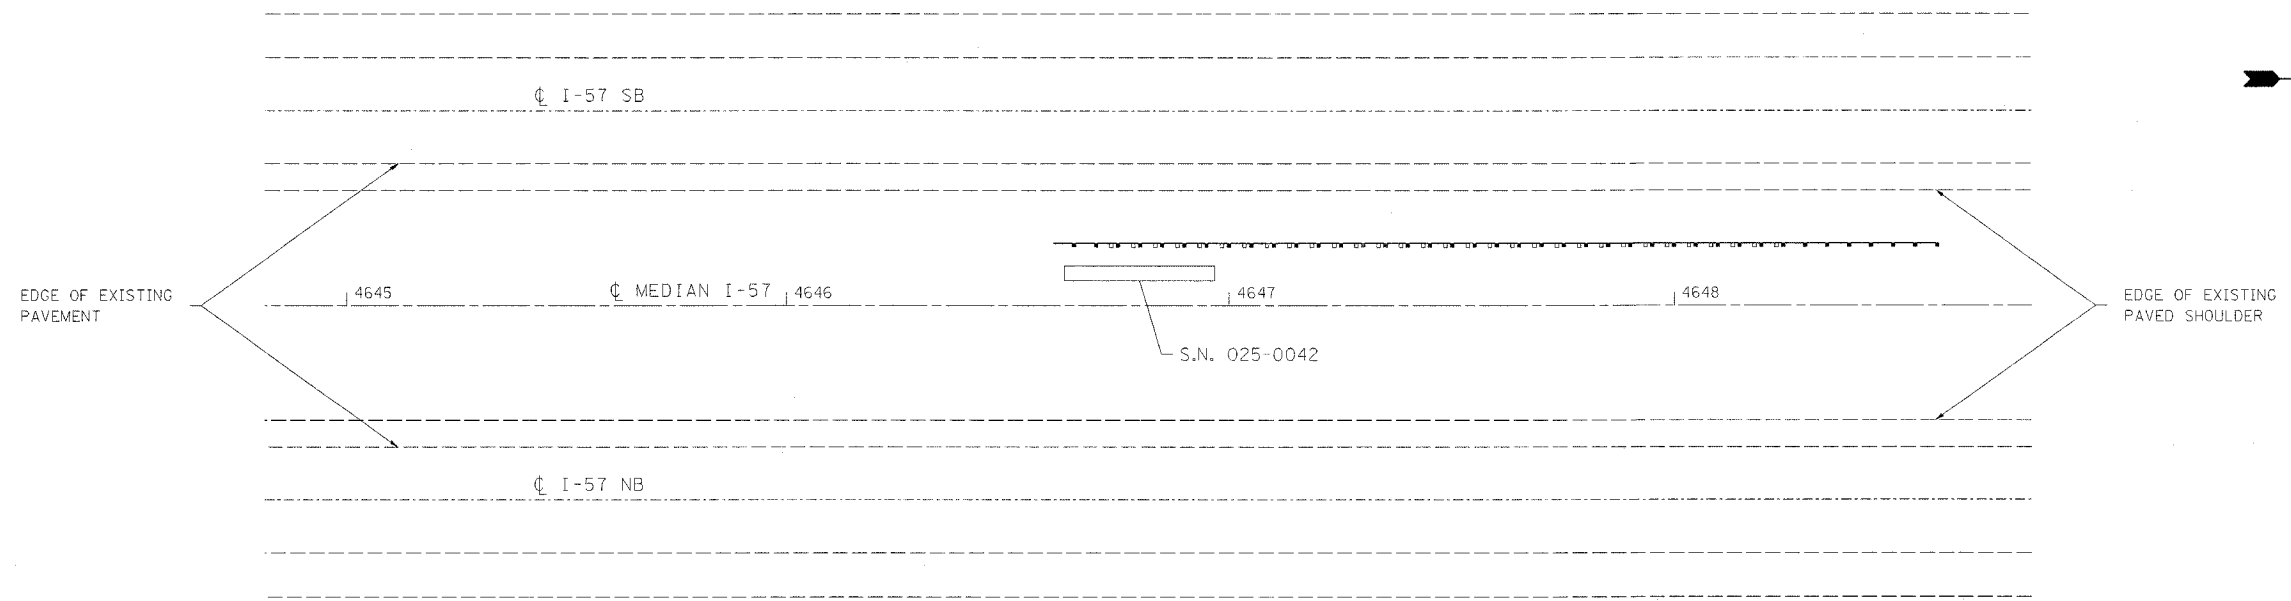 ℄ I-57 SB
EDGE OF EXISTING
PAVEMENT
4645
℄ MEDIAN I-57
4646
4647
4648
EDGE OF EXISTING
PAVED SHOULDER
S.N. 025-0042
℄ I-57 NB